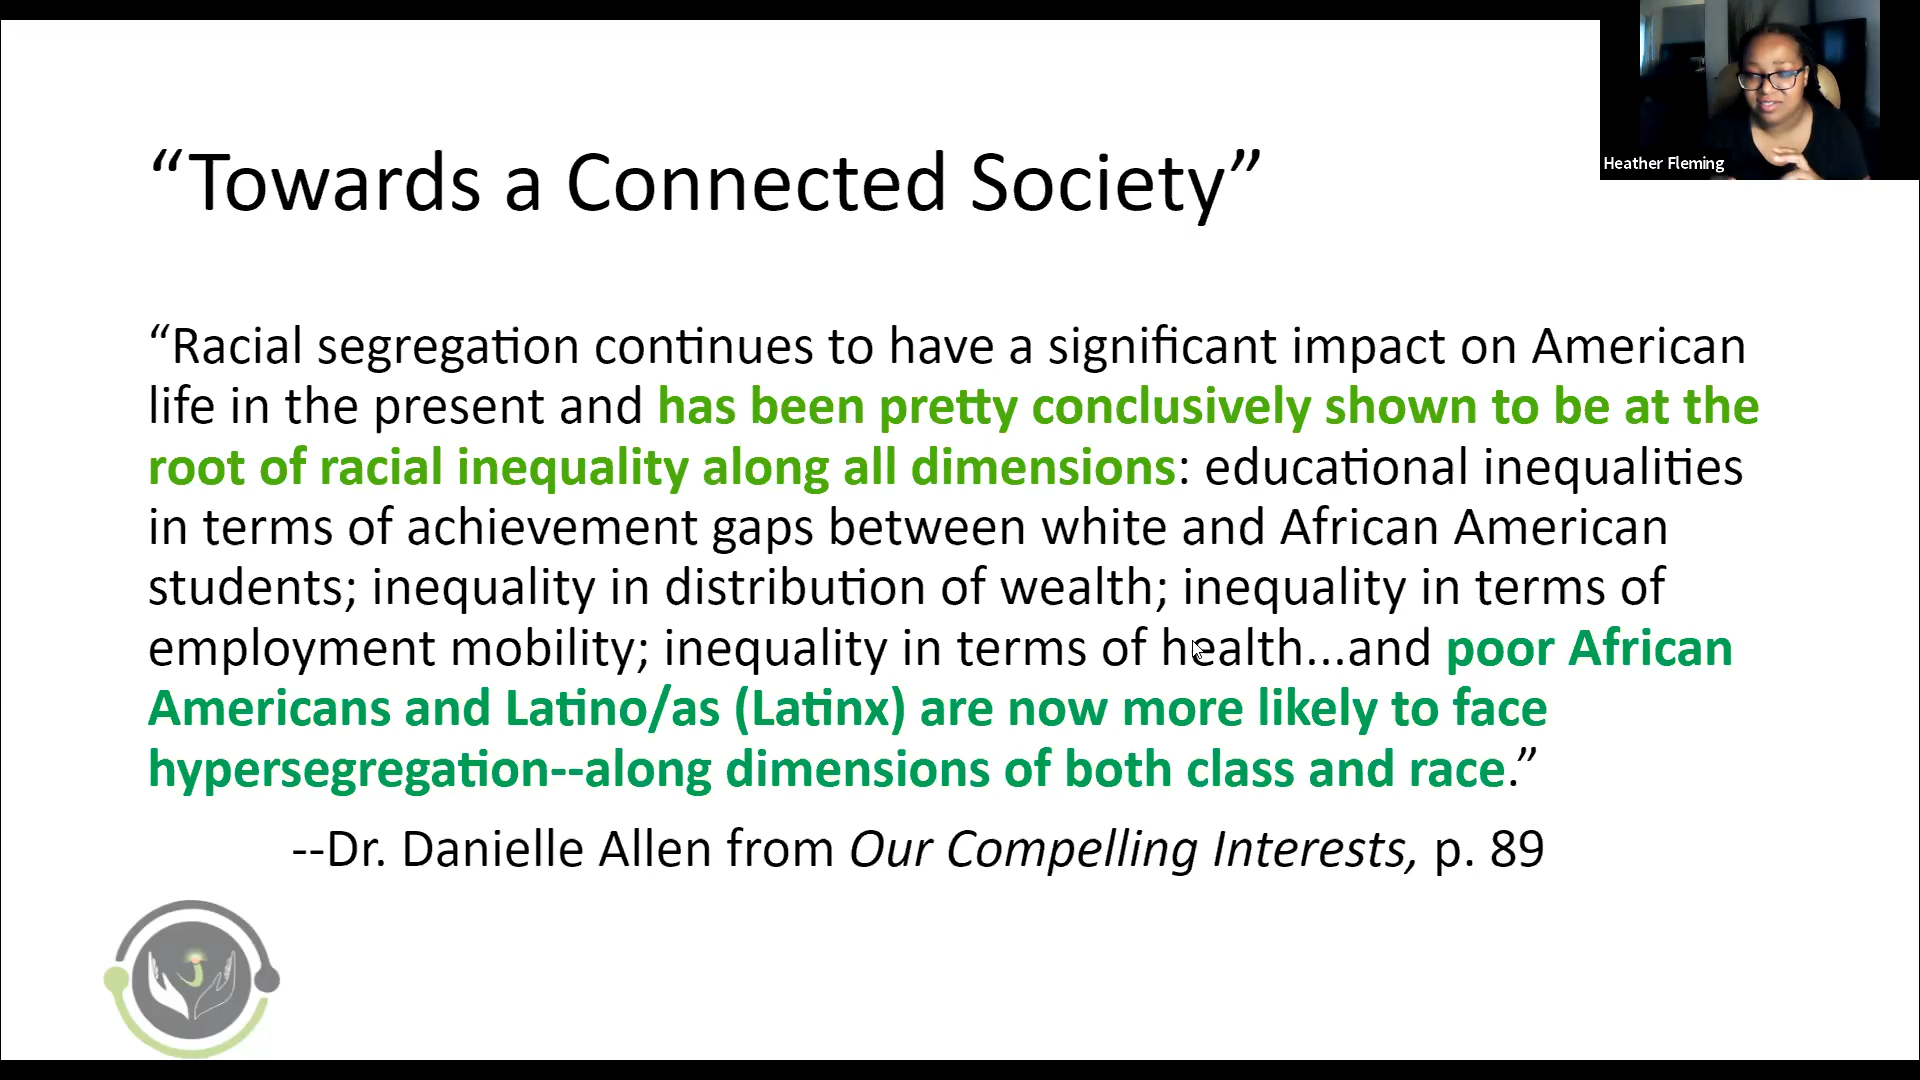 Heather Fleming
“Towards a Connected Society”
“Racial segregation continues to have a significant impact on American
life in the present and has been pretty conclusively shown to be at the
root of racial inequality along all dimensions: educational inequalities
in terms of achievement gaps between white and African American
students; inequality in distribution of wealth; inequality in terms of
employment mobility; inequality in terms of health...and poor African
Americans and Latino/as (Latinx) are now more likely to face
hypersegregation--along dimensions of both class and race.”
--Dr. Danielle Allen from Our Compelling Interests, p. 89